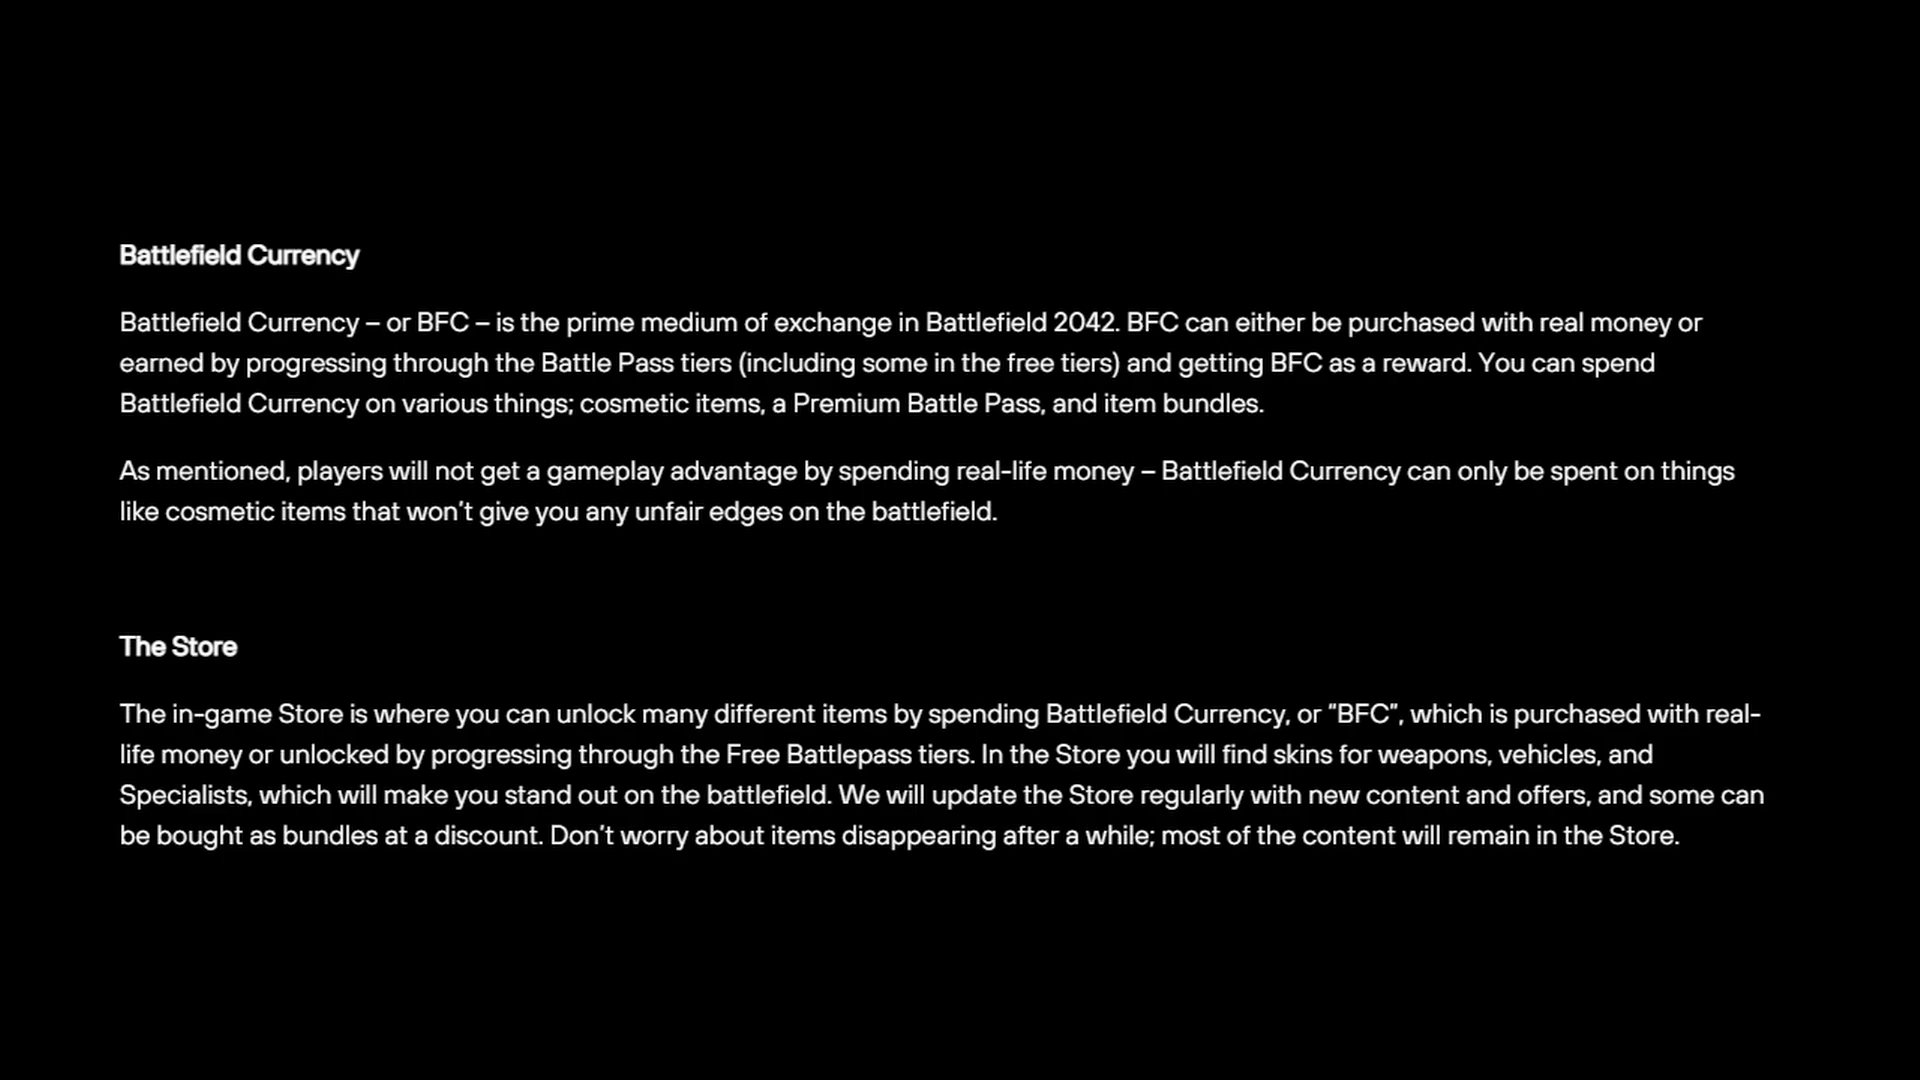 Battlefield Currency
Battlefield Currency – or BFC – is the prime medium of exchange in Battlefield 2042. BFC can either be purchased with real money or
earned by progressing through the Battle Pass tiers (including some in the free tiers) and getting BFC as a reward. You can spend
Battlefield Currency on various things; cosmetic items, a Premium Battle Pass, and item bundles.
As mentioned, players will not get a gameplay advantage by spending real-life money – Battlefield Currency can only be spent on things
like cosmetic items that won’t give you any unfair edges on the battlefield.
The Store
The in-game Store is where you can unlock many different items by spending Battlefield Currency, or “BFC”, which is purchased with real-
life money or unlocked by progressing through the Free Battlepass tiers. In the Store you will find skins for weapons, vehicles, and
Specialists, which will make you stand out on the battlefield. We will update the Store regularly with new content and offers, and some can
be bought as bundles at a discount. Don’t worry about items disappearing after a while; most of the content will remain in the Store.